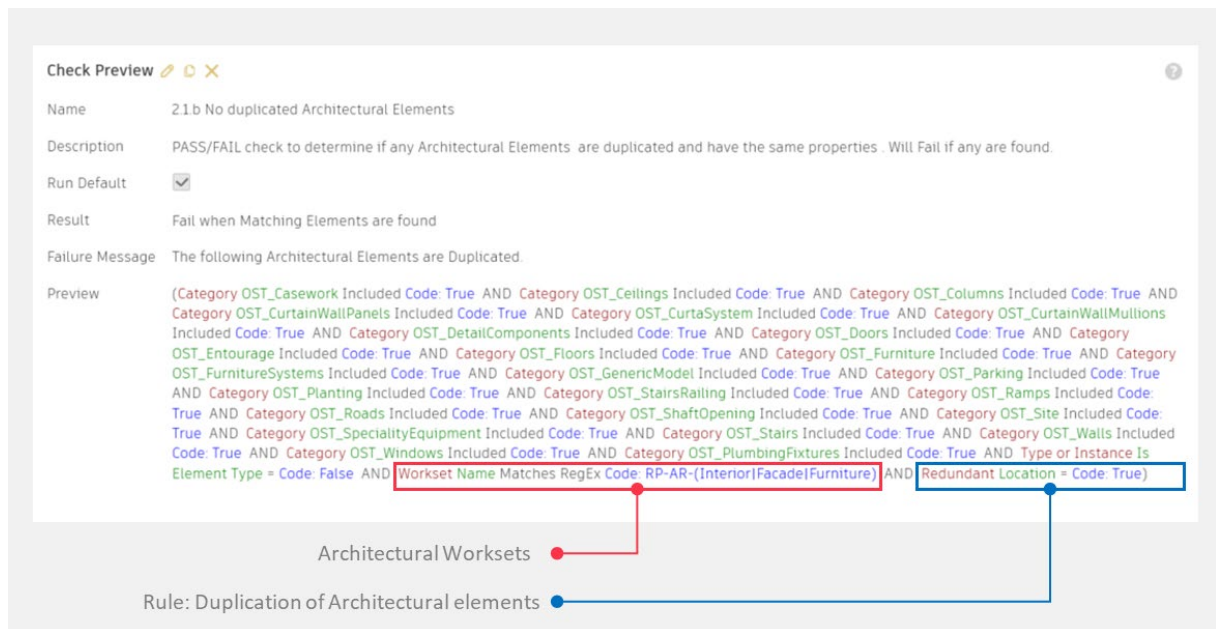 Check Preview
Name 2.1.b No duplicated Architectural Elements
Description PASS/FAIL check to determine if any Architectural Elements are duplicated and have the same properties . Will Fail if any are found.
Run Default
Result Fail when Matching Elements are found
Failure Message The following Architectural Elements are Duplicated.
Preview (Category OST_Casework Included Code: True AND Category OST_Ceilings Included Code: True AND Category OST_Columns Included Code: True AND
Category OST_CurtainWallPanels Included Code: True AND Category OST_CurtaSystem Included Code: True AND Category OST_CurtainWallMullions
Included Code: True AND Category OST_DetailComponents Included Code: True AND Category OST_Doors Included Code: True AND Category
OST_Entourage Included Code: True AND Category OST_Floors Included Code: True AND Category OST_Furniture Included Code: True AND Category
OST_FurnitureSystems Included Code: True AND Category OST_GenericModel Included Code: True AND Category OST_Parking Included Code: True
AND Category OST_Planting Included Code: True AND Category OST_StairsRailing Included Code: True AND Category OST_Ramps Included Code:
True AND Category OST_Roads Included Code: True AND Category OST_ShaftOpening Included Code: True AND Category OST_Site Included Code:
True AND Category OST_SpecialityEquipment Included Code: True AND Category OST_Stairs Included Code: True AND Category OST_Walls Included
Code: True AND Category OST_Windows Included Code: True AND Category OST_PlumbingFixtures Included Code: True AND Type or Instance Is
Element Type = Code: False AND Workset Name Matches RegEx Code: RP-AR-(Interior|Facade|Furniture) AND Redundant Location = Code: True)
Architectural Worksets
Rule: Duplication of Architectural elements